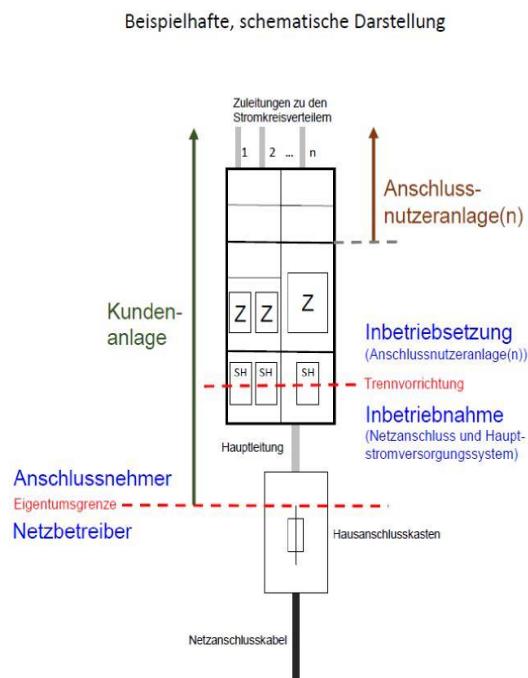 Beispielhafte, schematische Darstellung
Zuleitungen zu den
Stromkreisverteilern
1 2 ... n
Anschluss-
nutzeranlage(n)
Kunden-
anlage
Z Z Z
Inbetriebsetzung
(Anschlussnutzeranlage(n))
SH SH SH
Trennvorrichtung
Inbetriebnahme
(Netzanschluss und Haupt-
stromversorgungssystem)
Hauptleitung
Anschlussnehmer
Eigentumsgrenze
Netzbetreiber
Hausanschlusskasten
Netzanschlusskabel